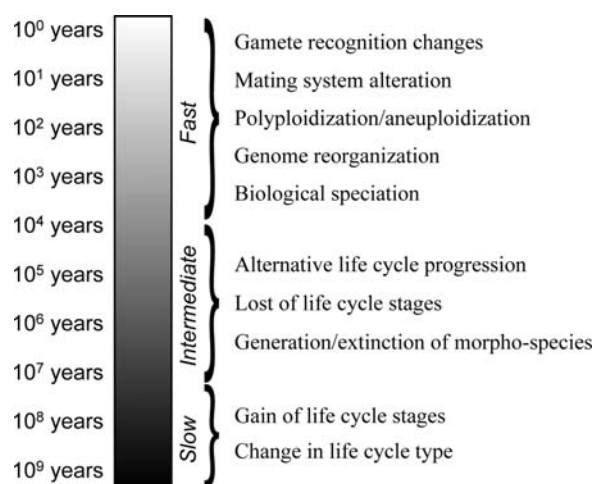 10⁰ years
10¹ years
10² years
10³ years
10⁴ years
10⁵ years
10⁶ years
10⁷ years
10⁸ years
10⁹ years
Fast
Gamete recognition changes
Mating system alteration
Polyploidization/aneuploidization
Genome reorganization
Biological speciation
Intermediate
Alternative life cycle progression
Lost of life cycle stages
Generation/extinction of morpho-species
Slow
Gain of life cycle stages
Change in life cycle type